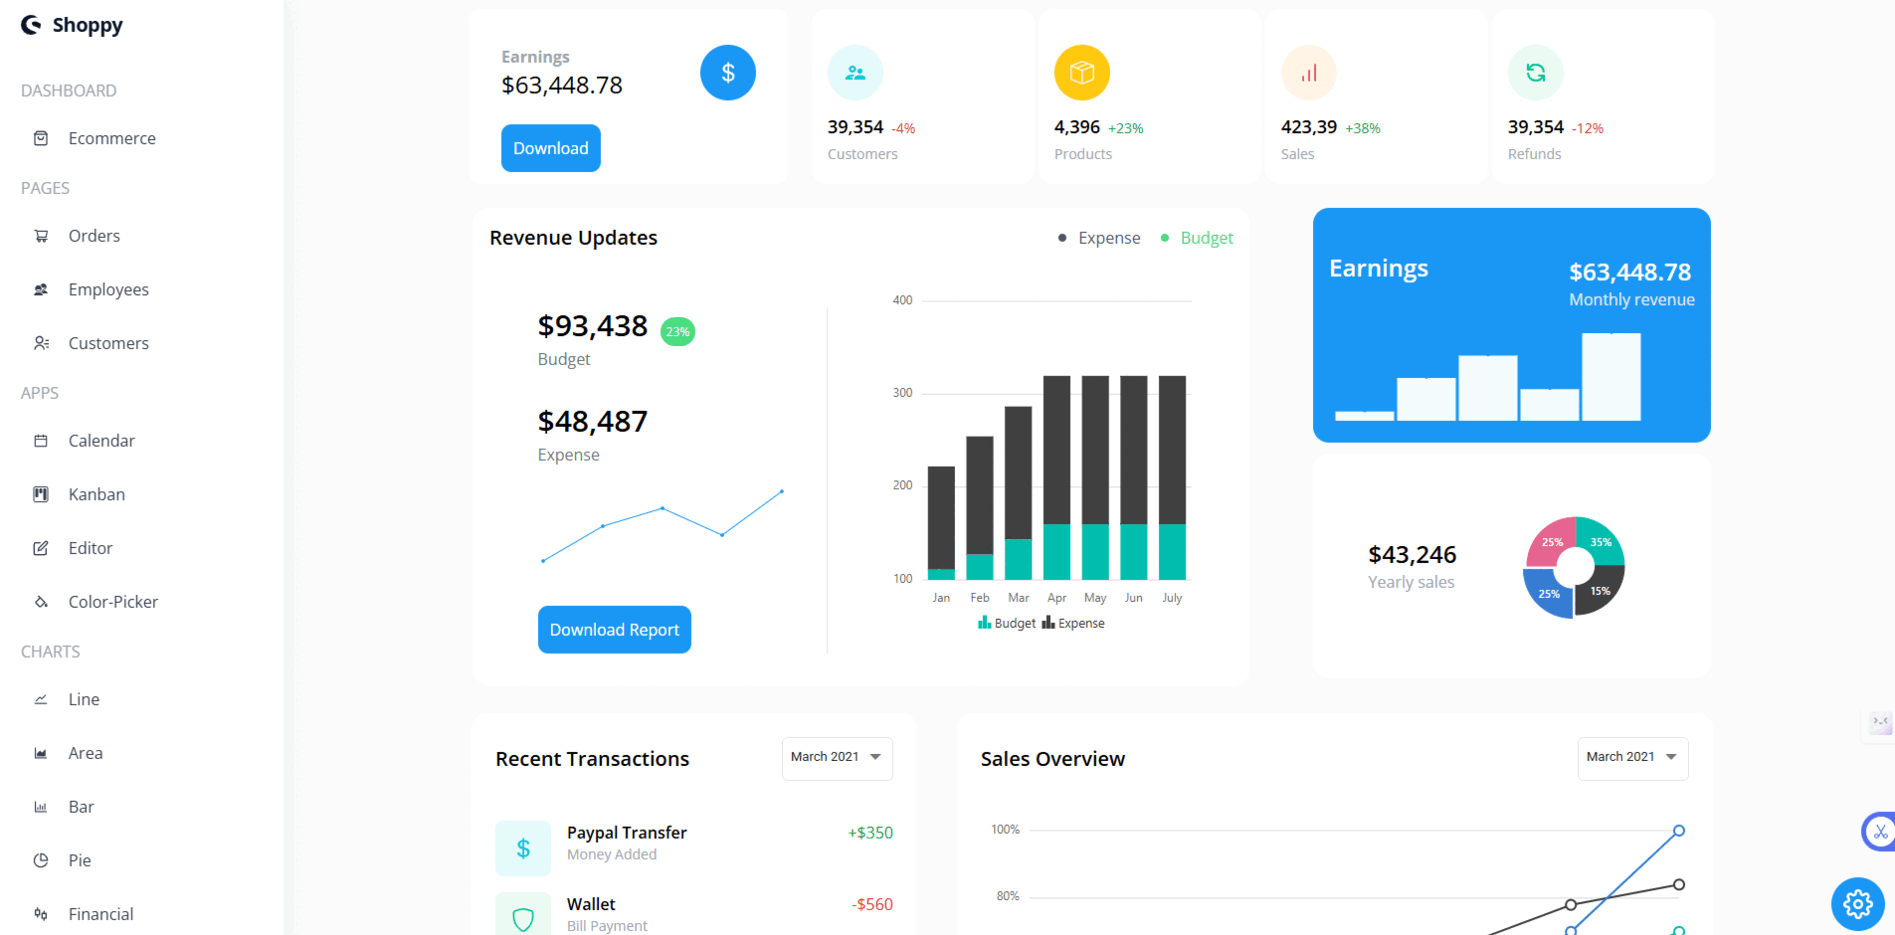 Shoppy
DASHBOARD
Ecommerce
PAGES
Orders
Employees
Customers
APPS
Calendar
Kanban
Editor
Color-Picker
CHARTS
Line
Area
Bar
Pie
Financial
Earnings
$63,448.78
Download
39,354 -4%
Customers
4,396 +23%
Products
423,39 +38%
Sales
39,354 -12%
Refunds
Revenue Updates
Expense Budget
$93,438 23%
Budget
$48,487
Expense
Download Report
400
300
200
100
Jan Feb Mar Apr May Jun July
Budget Expense
Earnings
$63,448.78
Monthly revenue
$43,246
Yearly sales
25% 35%
25% 15%
Recent Transactions
March 2021
Paypal Transfer
+$350
Money Added
Wallet
-$560
Bill Payment
Sales Overview
March 2021
100%
80%